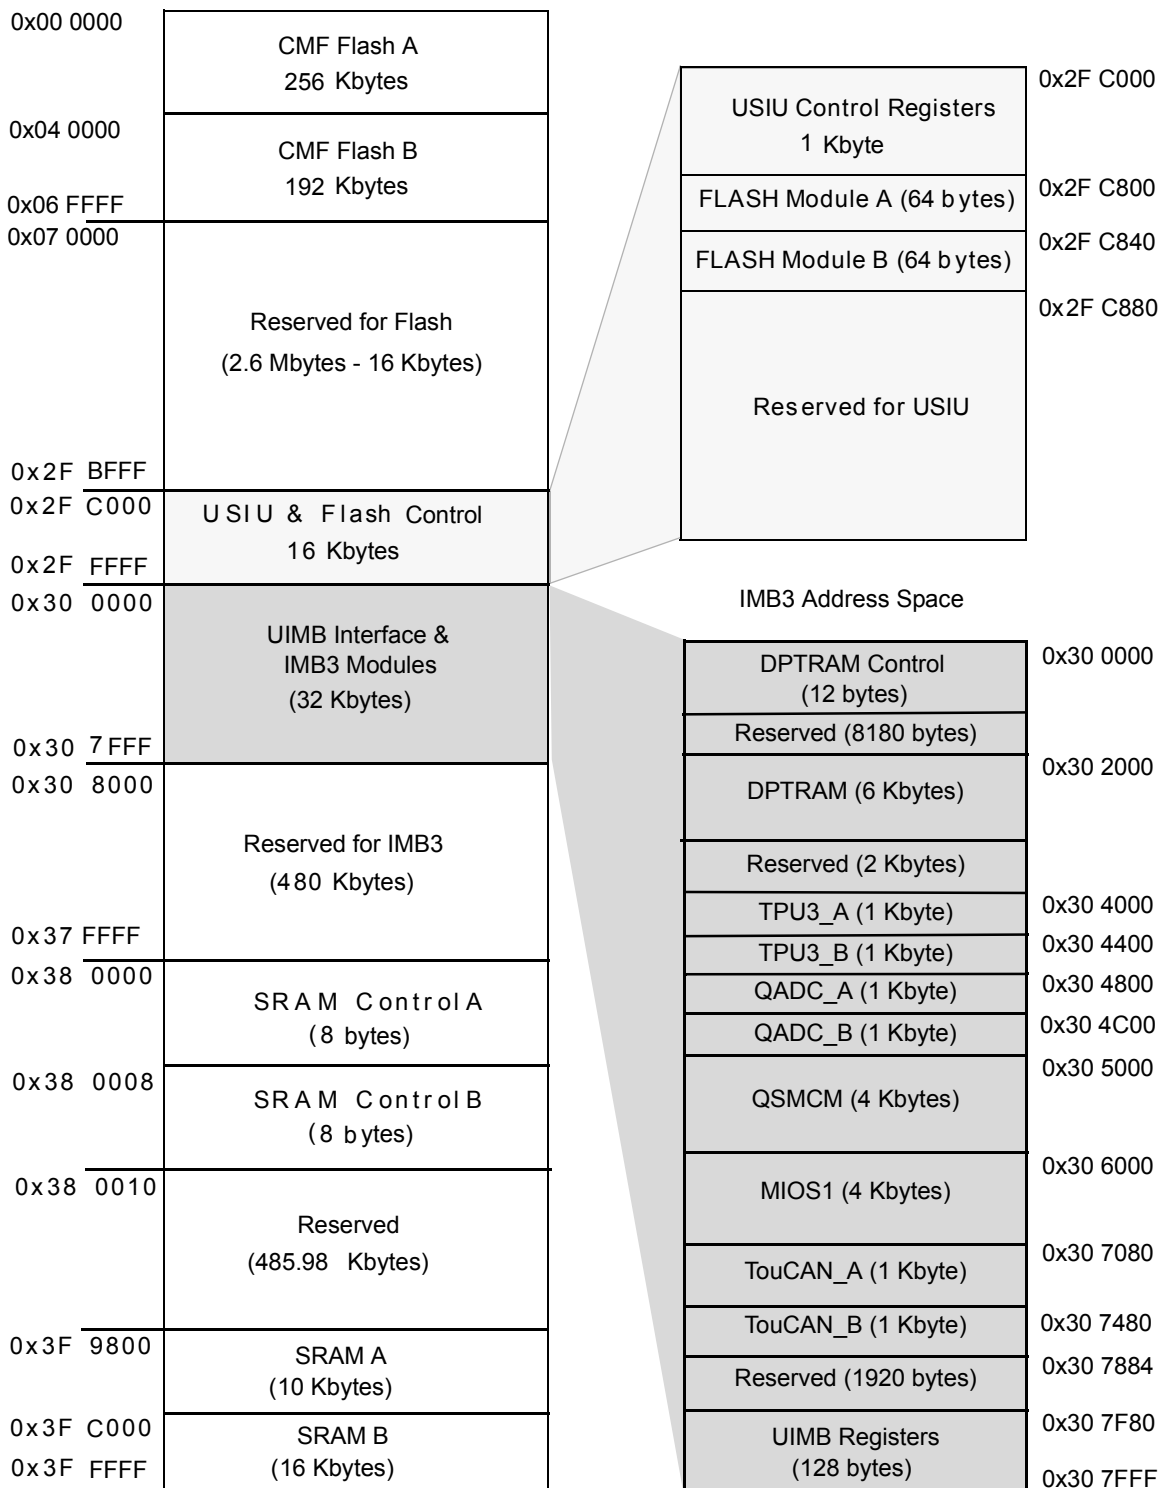 0x00 0000
CMF Flash A
256 Kbytes
0x04 0000
CMF Flash B
192 Kbytes
0x06 FFFF
0x07 0000
Reserved for Flash
(2.6 Mbytes - 16 Kbytes)
0x2F BFFF
0x2F C000
USIU & Flash Control
16 Kbytes
0x2F FFFF
0x30 0000
UIMB Interface &
IMB3 Modules
(32 Kbytes)
0x30 7FFF
0x30 8000
Reserved for IMB3
(480 Kbytes)
0x37 FFFF
0x38 0000
SRAM Control A
(8 bytes)
0x38 0008
SRAM Control B
(8 bytes)
0x38 0010
Reserved
(485.98 Kbytes)
0x3F 9800
SRAM A
(10 Kbytes)
0x3F C000
SRAM B
(16 Kbytes)
0x3F FFFF
USIU Control Registers
1 Kbyte
0x2F C000
FLASH Module A (64 bytes)
0x2F C800
FLASH Module B (64 bytes)
0x2F C840
0x2F C880
Reserved for USIU
IMB3 Address Space
DPTRAM Control
(12 bytes)
0x30 0000
Reserved (8180 bytes)
DPTRAM (6 Kbytes)
0x30 2000
Reserved (2 Kbytes)
TPU3_A (1 Kbyte)
0x30 4000
TPU3_B (1 Kbyte)
0x30 4400
QADC_A (1 Kbyte)
0x30 4800
QADC_B (1 Kbyte)
0x30 4C00
0x30 5000
QSMCM (4 Kbytes)
0x30 6000
MIOS1 (4 Kbytes)
0x30 7080
TouCAN_A (1 Kbyte)
TouCAN_B (1 Kbyte)
0x30 7480
Reserved (1920 bytes)
0x30 7884
0x30 7F80
UIMB Registers
(128 bytes)
0x30 7FFF